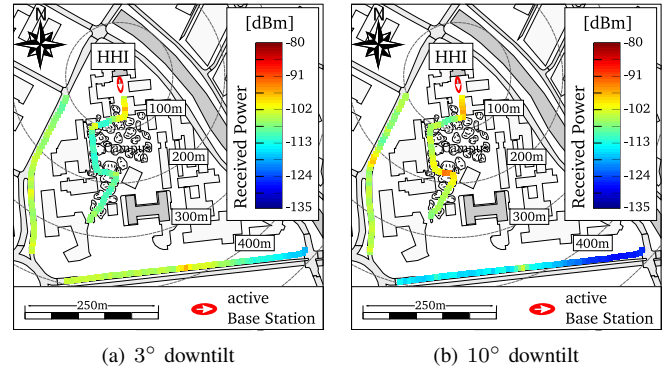 N
HHI
[dBm]
Received Power
-80
-91
-102
-113
-124
-135
100m
Campus
200m
300m
400m
250m
active
Base Station
(a) 3° downtilt
N
HHI
[dBm]
Received Power
-80
-91
-102
-113
-124
-135
100m
Campus
200m
300m
400m
250m
active
Base Station
(b) 10° downtilt